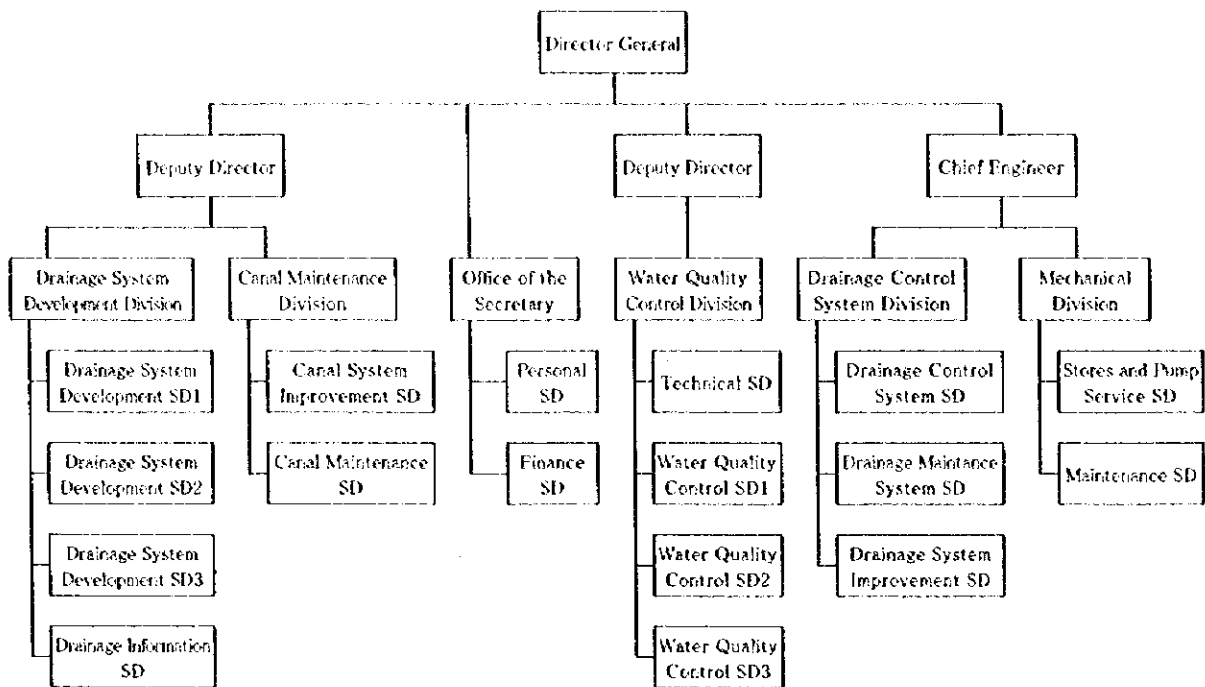 Director General
Deputy Director
Deputy Director
Chief Engineer
Drainage System
Development Division
Canal Maintenance
Division
Office of the
Secretary
Water Quality
Control Division
Drainage Control
System Division
Mechanical
Division
Drainage System
Development SD1
Drainage System
Development SD2
Drainage System
Development SD3
Drainage Information
SD
Canal System
Improvement SD
Canal Maintenance
SD
Personal
SD
Finance
SD
Technical SD
Water Quality
Control SD1
Water Quality
Control SD2
Water Quality
Control SD3
Drainage Control
System SD
Drainage Maintance
System SD
Drainage System
Improvement SD
Stores and Pump
Service SD
Maintenance SD